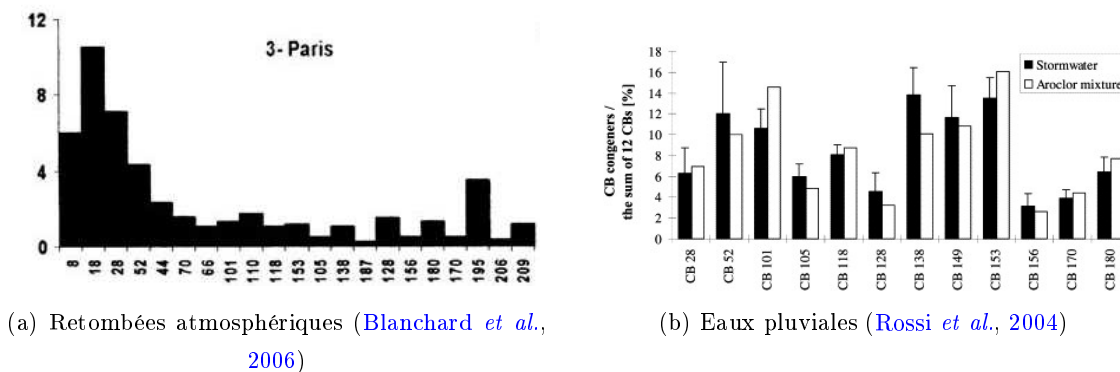 3- Paris
12
8
4
0
8 18 28 52 44 70 66 101 110 118 153 105 138 187 128 156 180 170 195 206 209
(a) Retombées atmosphériques (Blanchard et al.,
2006)
CB congeners /
the sum of 12 CBs [%]
18
16
14
12
10
8
6
4
2
0
Stormwater
Aroclor mixture
CB 28
CB 52
CB 101
CB 105
CB 118
CB 128
CB 138
CB 149
CB 153
CB 156
CB 170
CB 180
(b) Eaux pluviales (Rossi et al., 2004)